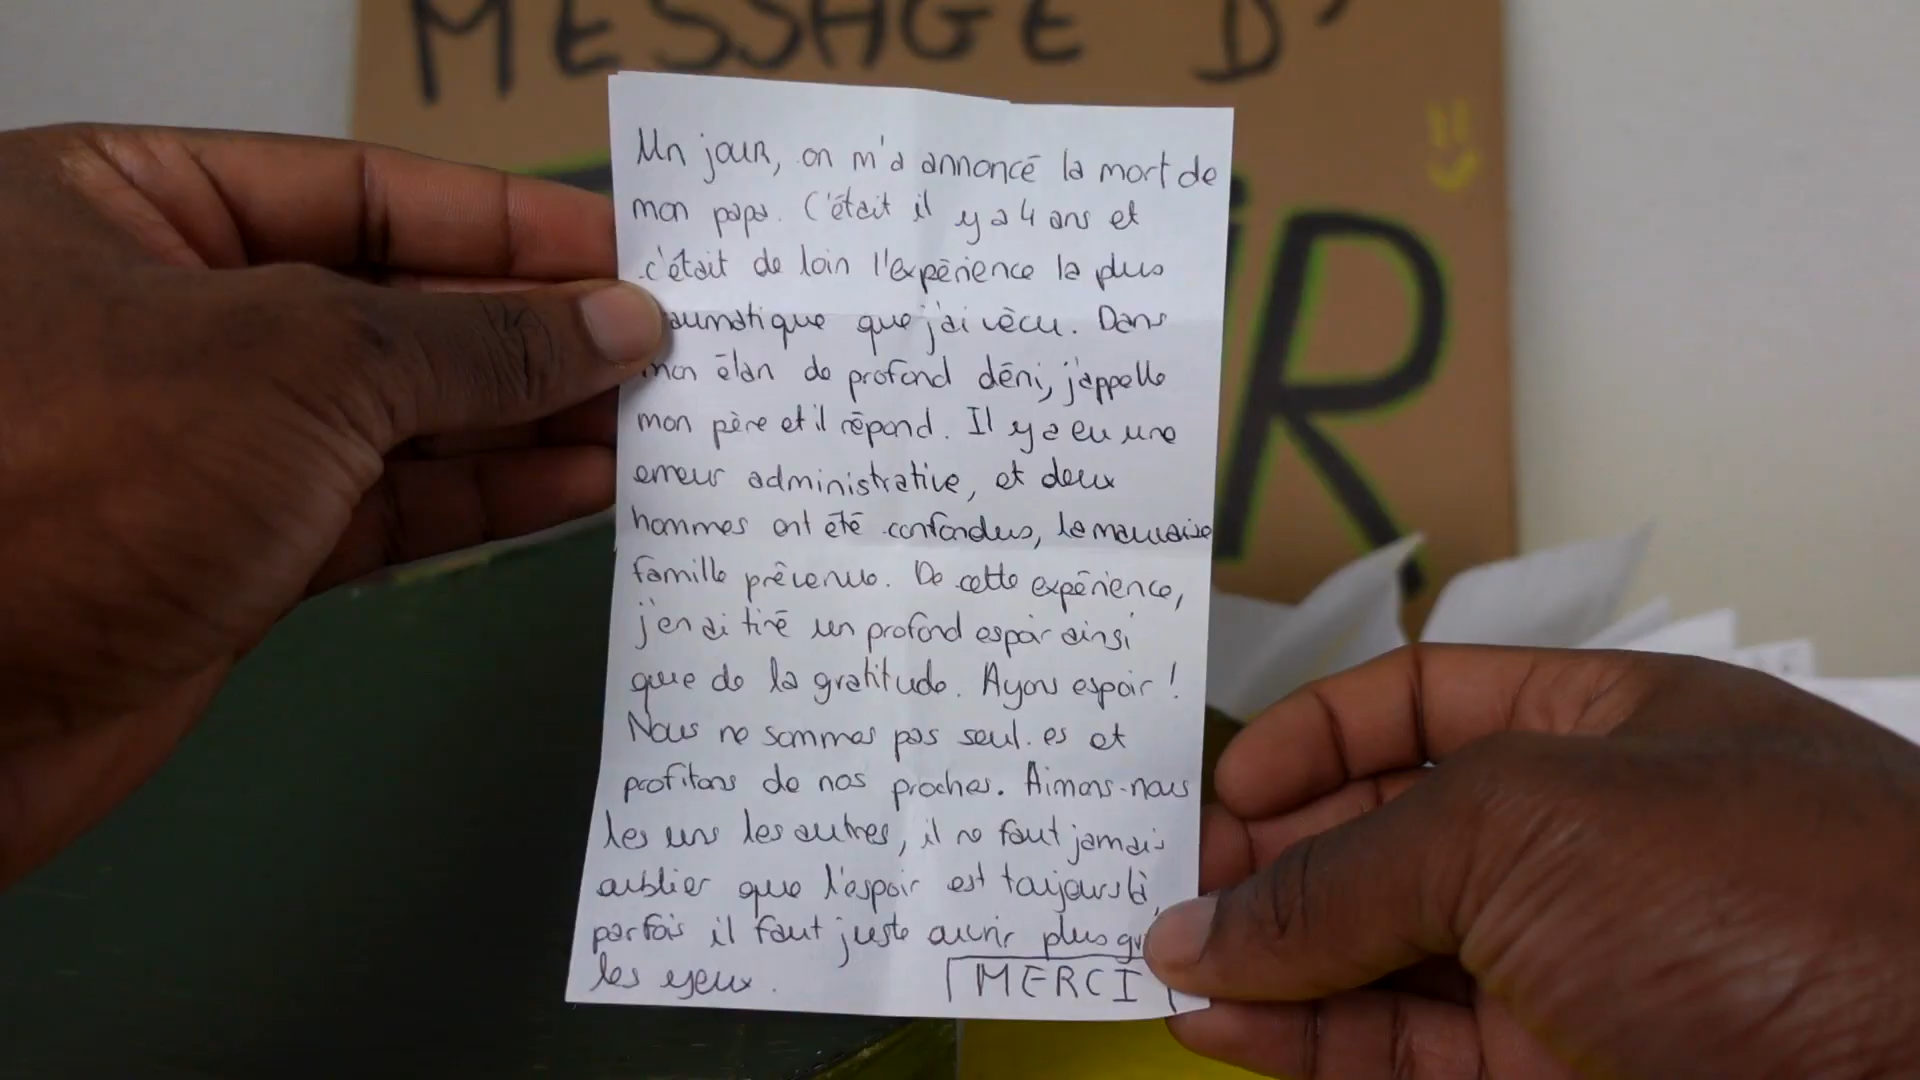 MESSAGE D'
Un jour, on m'a annoncé la mort de
mon papa. C'était il y a 4 ans et
c'était de loin l'expérience la plus
aumatique que j'ai vécu. Dans
mon élan de profond déni, j'appelle
mon père et il répond. Il y a eu une
erreur administrative, et deux
hommes ont été confondus, la mauvaise
famille prévenue. De cette expérience,
j'en ai tiré un profond espoir ainsi
que de la gratitude. Ayons espoir !
Nous ne sommes pas seul.es et
profitons de nos proches. Aimons-nous
les uns les autres, il ne faut jamais
oublier que l'espoir est toujours là,
parfois il faut juste ouvrir plus
les yeux.
MERCI
IR